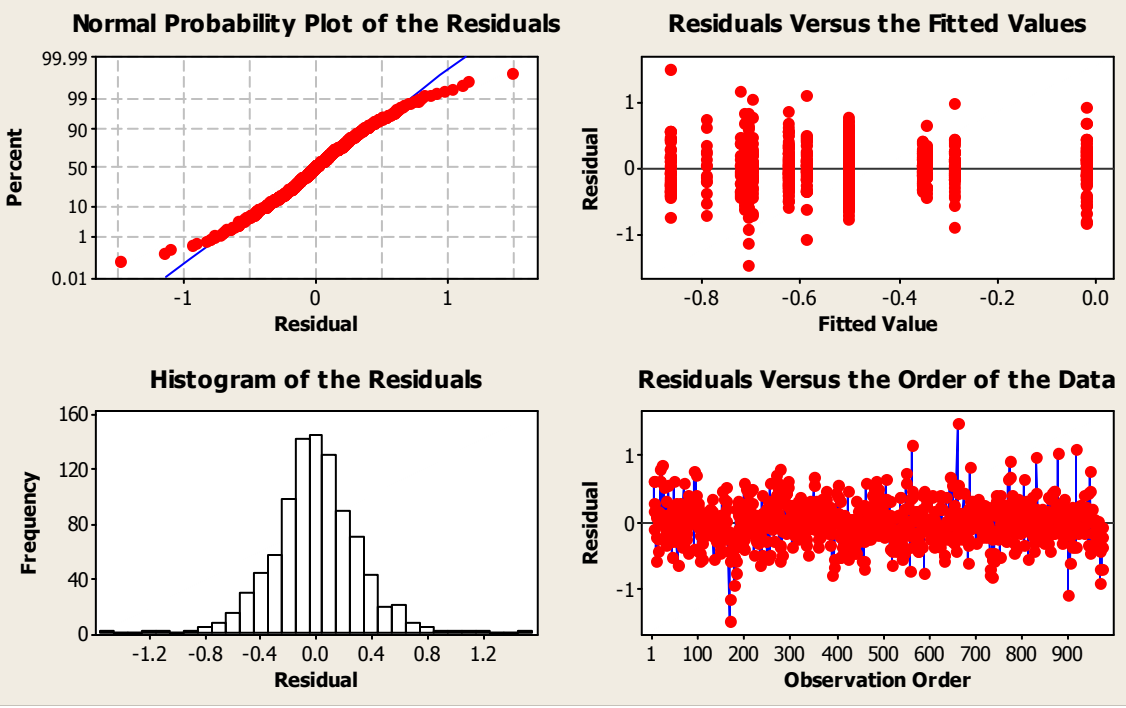 Normal Probability Plot of the Residuals
99.99
99
90
50
10
1
0.01
Percent
-1 0 1
Residual
Residuals Versus the Fitted Values
1
0
-1
Residual
-0.8 -0.6 -0.4 -0.2 0.0
Fitted Value
Histogram of the Residuals
160
120
80
40
0
Frequency
-1.2 -0.8 -0.4 0.0 0.4 0.8 1.2
Residual
Residuals Versus the Order of the Data
1
0
-1
Residual
1 100 200 300 400 500 600 700 800 900
Observation Order